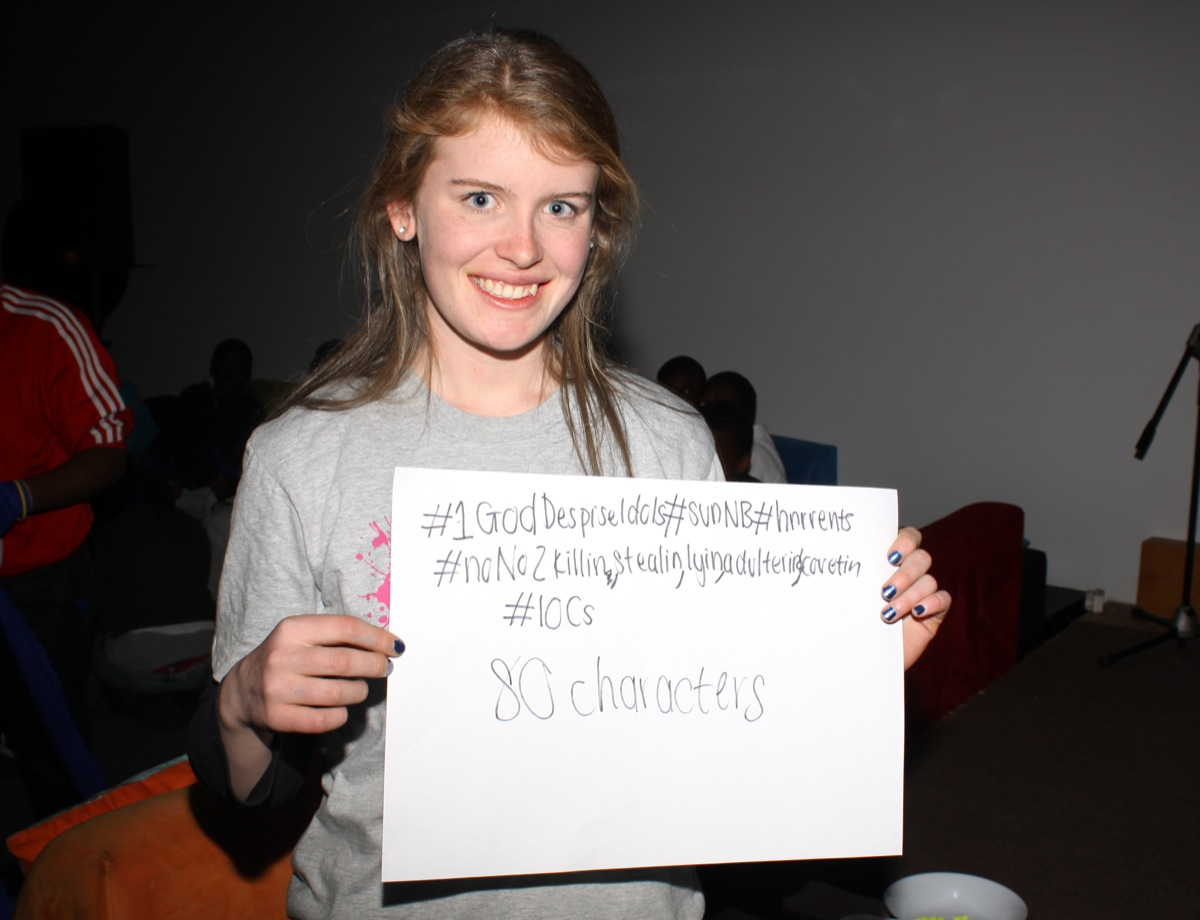 #1GodDespiseIdols#sunNB#hnrrents
#noNo2killin,stealin,lyin,adulterin,covetin
#10Cs
80 characters